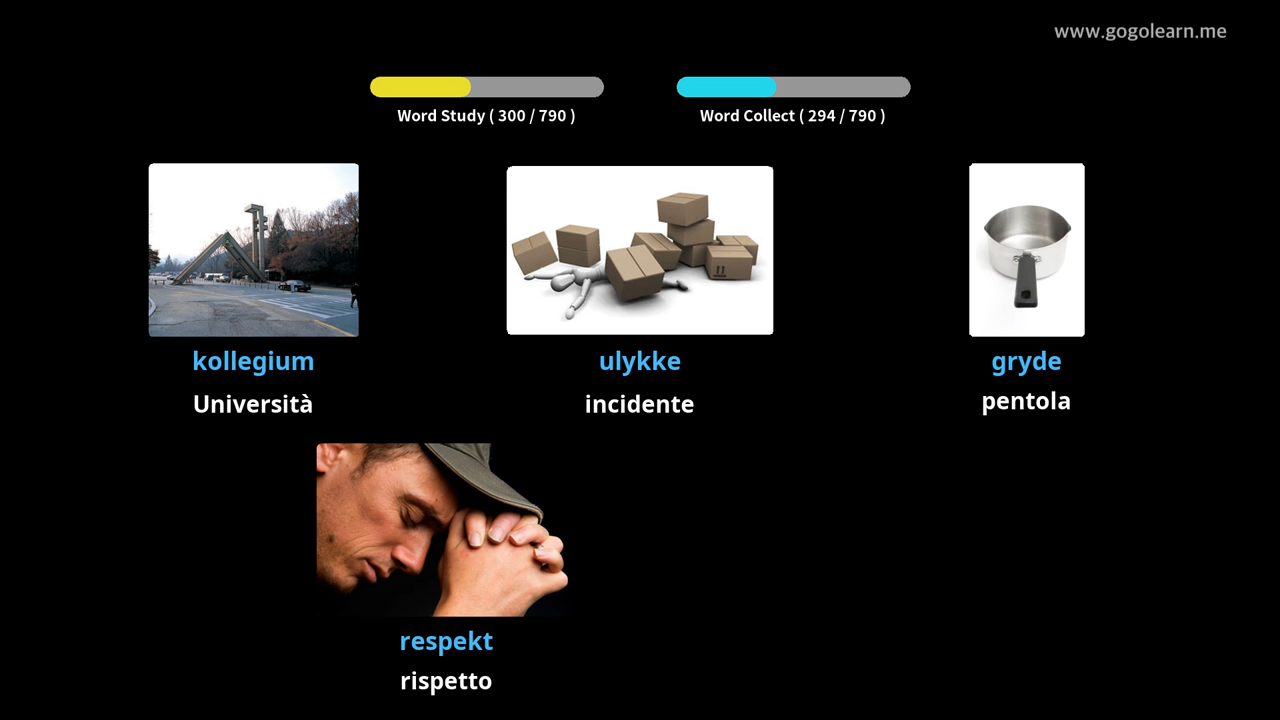 www.gogolearn.me
Word Study ( 300 / 790 )
Word Collect ( 294 / 790 )
kollegium
Università
ulykke
incidente
gryde
pentola
respekt
rispetto